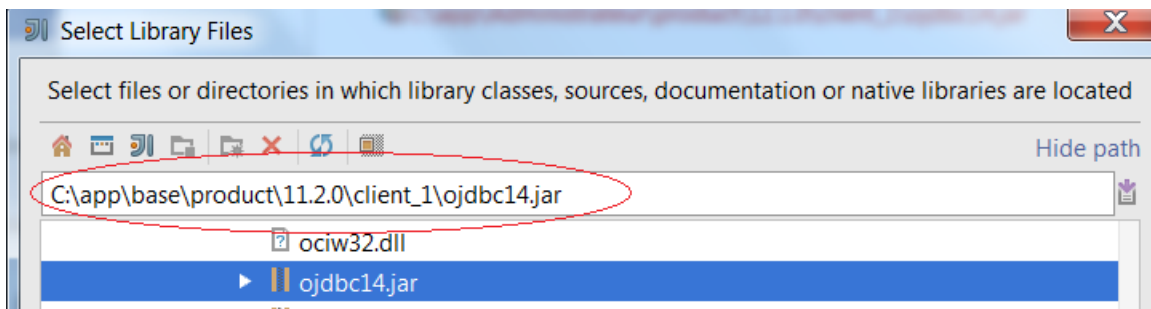 Select Library Files
Select files or directories in which library classes, sources, documentation or native libraries are located
Hide path
C:\app\base\product\11.2.0\client_1\ojdbc14.jar
ociw32.dll
ojdbc14.jar